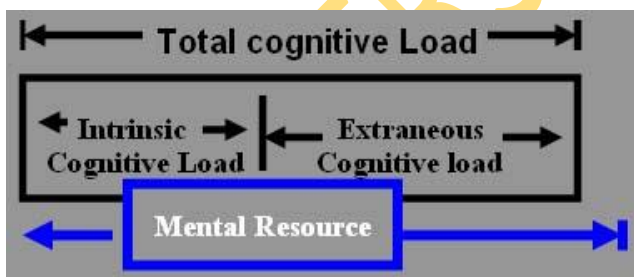 Total cognitive Load
Intrinsic
Cognitive Load
Extraneous
Cognitive load
Mental Resource